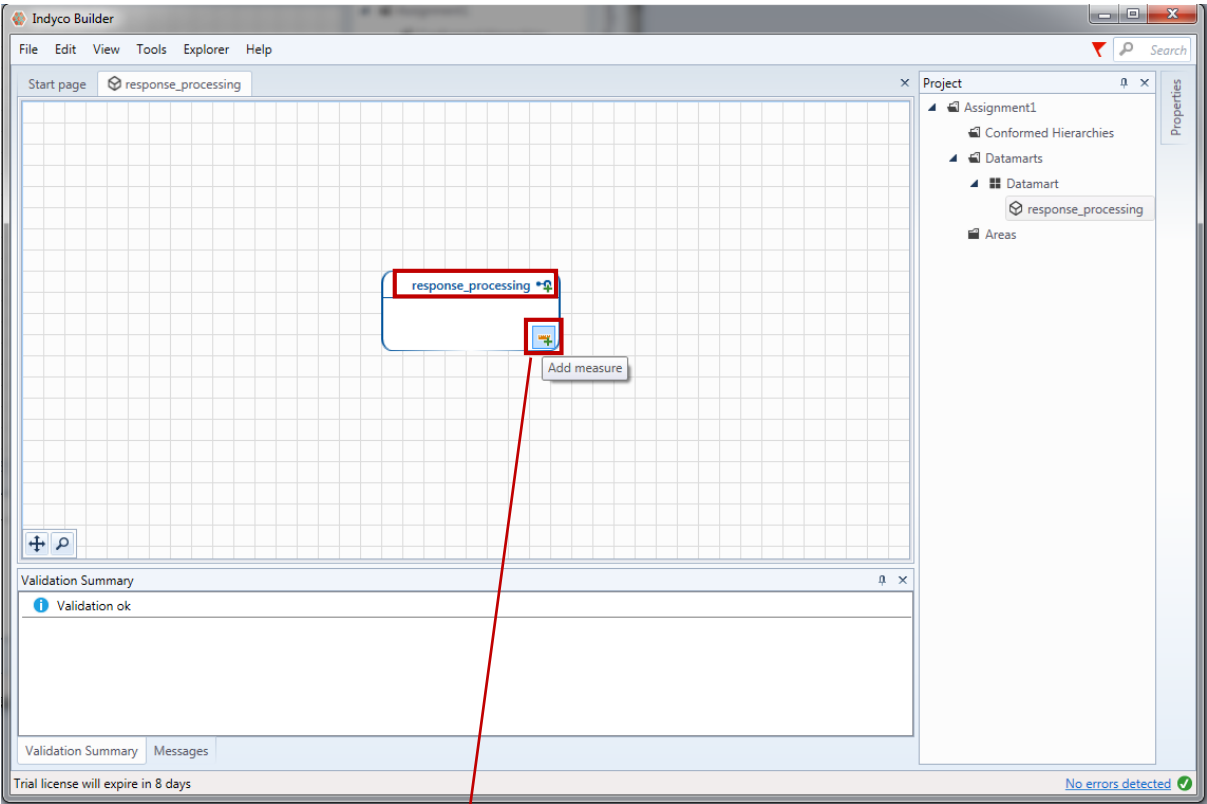 Indyco Builder
File Edit View Tools Explorer Help
Search
Start page response_processing
Project
Properties
Assignment1
Conformed Hierarchies
Datamarts
Datamart
response_processing
Areas
response_processing
Add measure
Validation Summary
Validation ok
Validation Summary Messages
Trial license will expire in 8 days
No errors detected